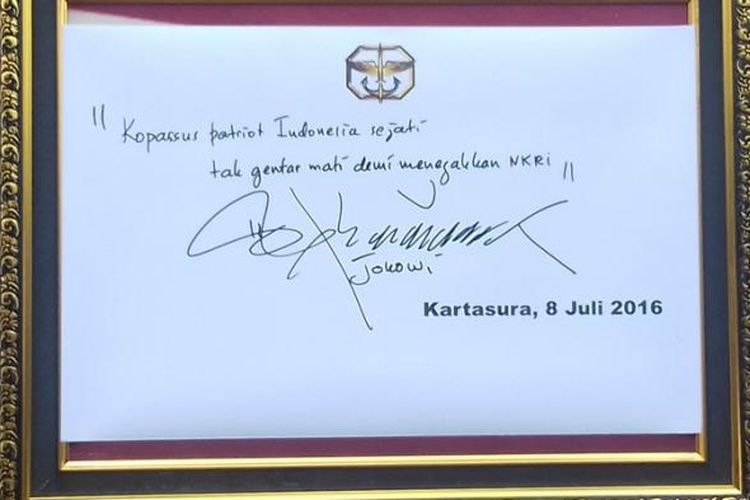 " Kopassus patriot Indonesia sejati
tak gentar mati demi menegakkan NKRI "
Jokowi
Kartasura, 8 Juli 2016